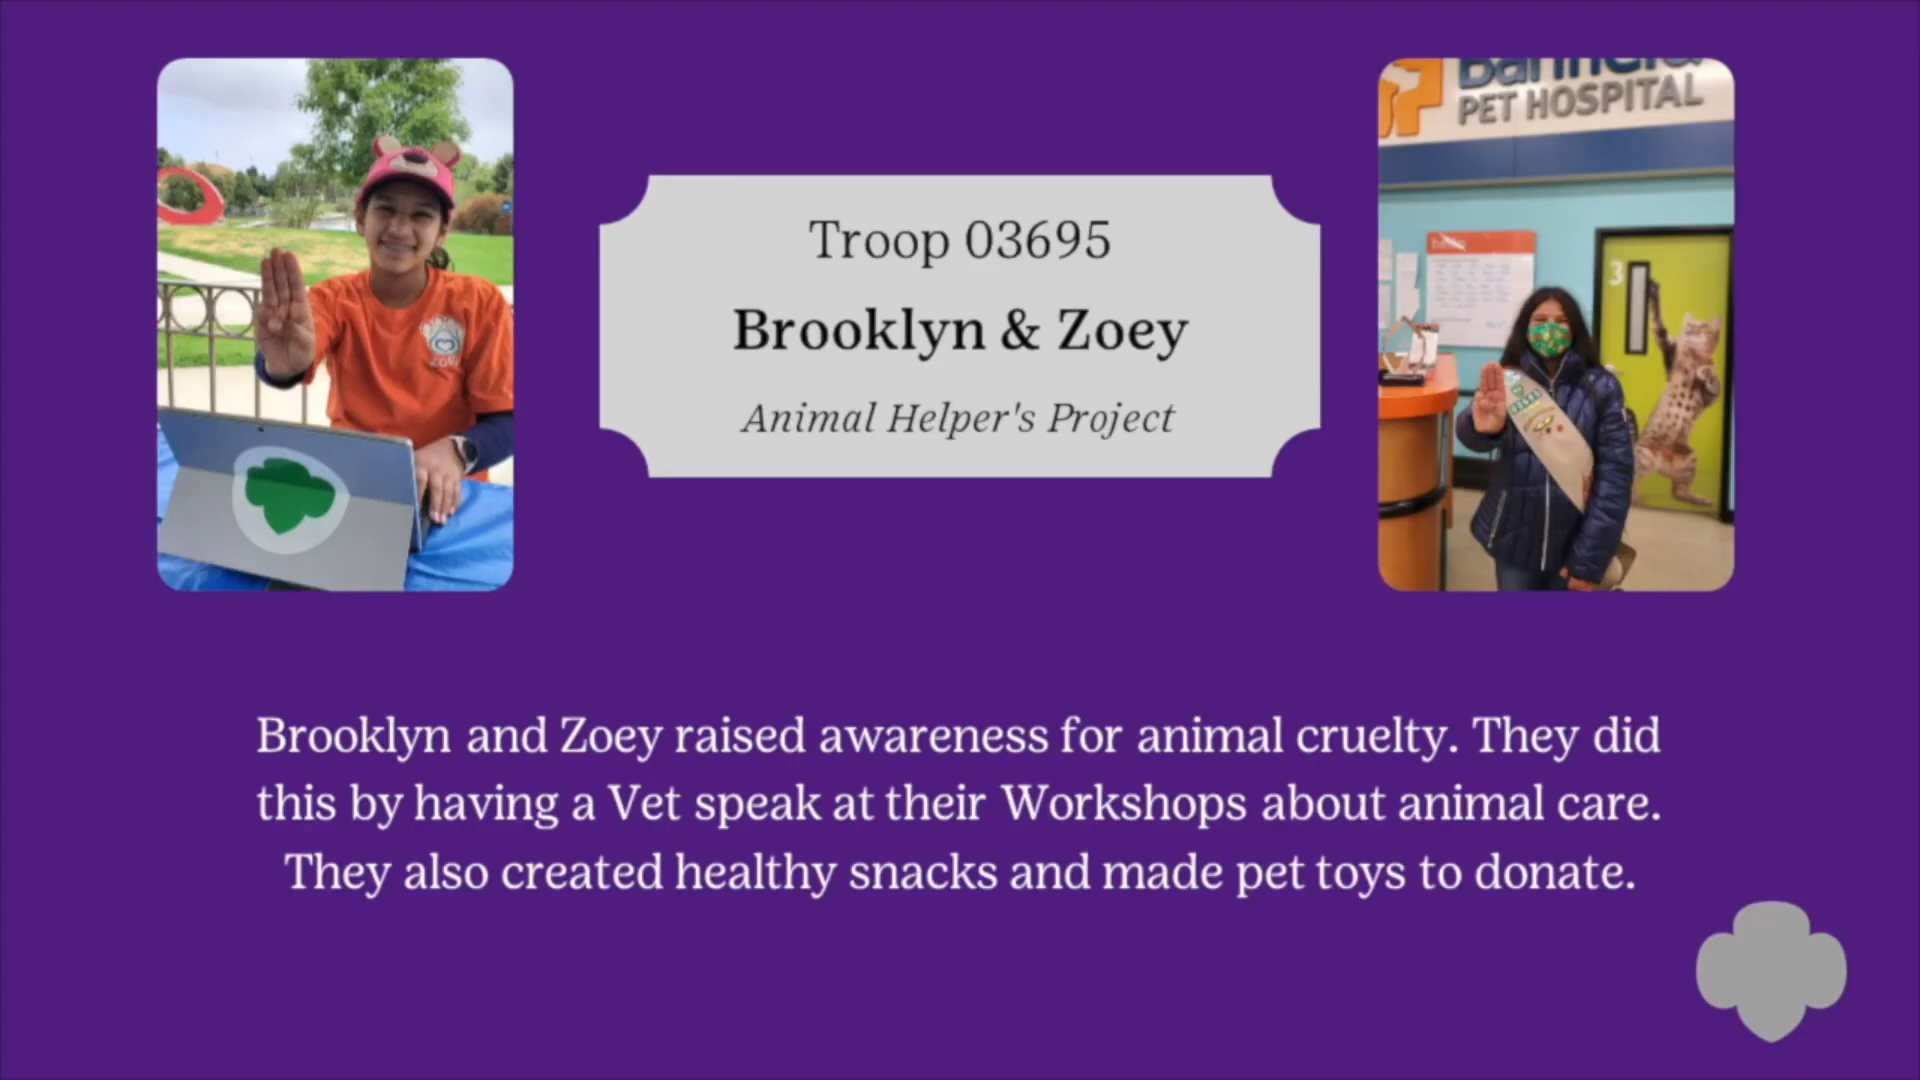 Banfield
PET HOSPITAL
3
Troop 03695
Brooklyn & Zoey
Animal Helper's Project
Brooklyn and Zoey raised awareness for animal cruelty. They did
this by having a Vet speak at their Workshops about animal care.
They also created healthy snacks and made pet toys to donate.